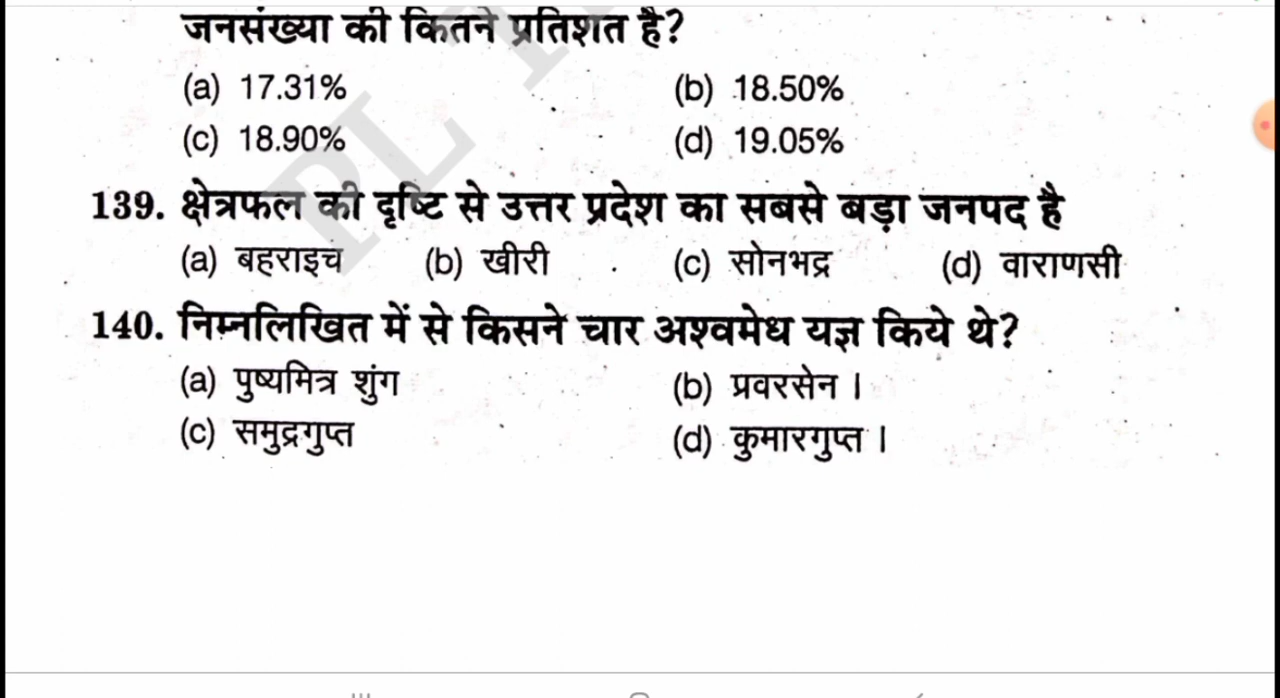 जनसंख्या की कितने प्रतिशत है?
(a) 17.31% (b) 18.50%
(c) 18.90% (d) 19.05%
139. क्षेत्रफल की दृष्टि से उत्तर प्रदेश का सबसे बड़ा जनपद है
(a) बहराइच (b) खीरी (c) सोनभद्र (d) वाराणसी
140. निम्नलिखित में से किसने चार अश्वमेध यज्ञ किये थे?
(a) पुष्यमित्र शुंग (b) प्रवरसेन I
(c) समुद्रगुप्त (d) कुमारगुप्त I